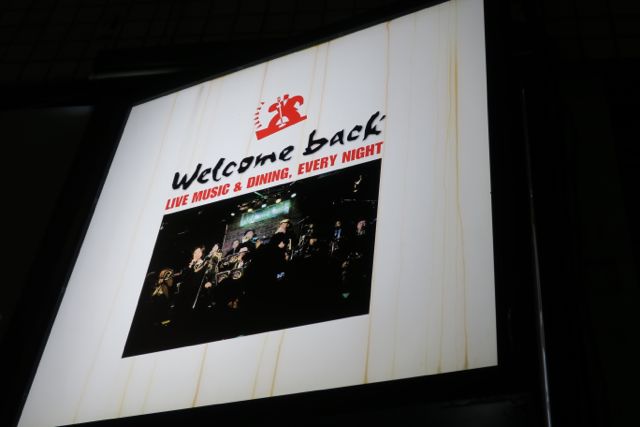 Welcome back
LIVE MUSIC & DINING, EVERY NIGHT